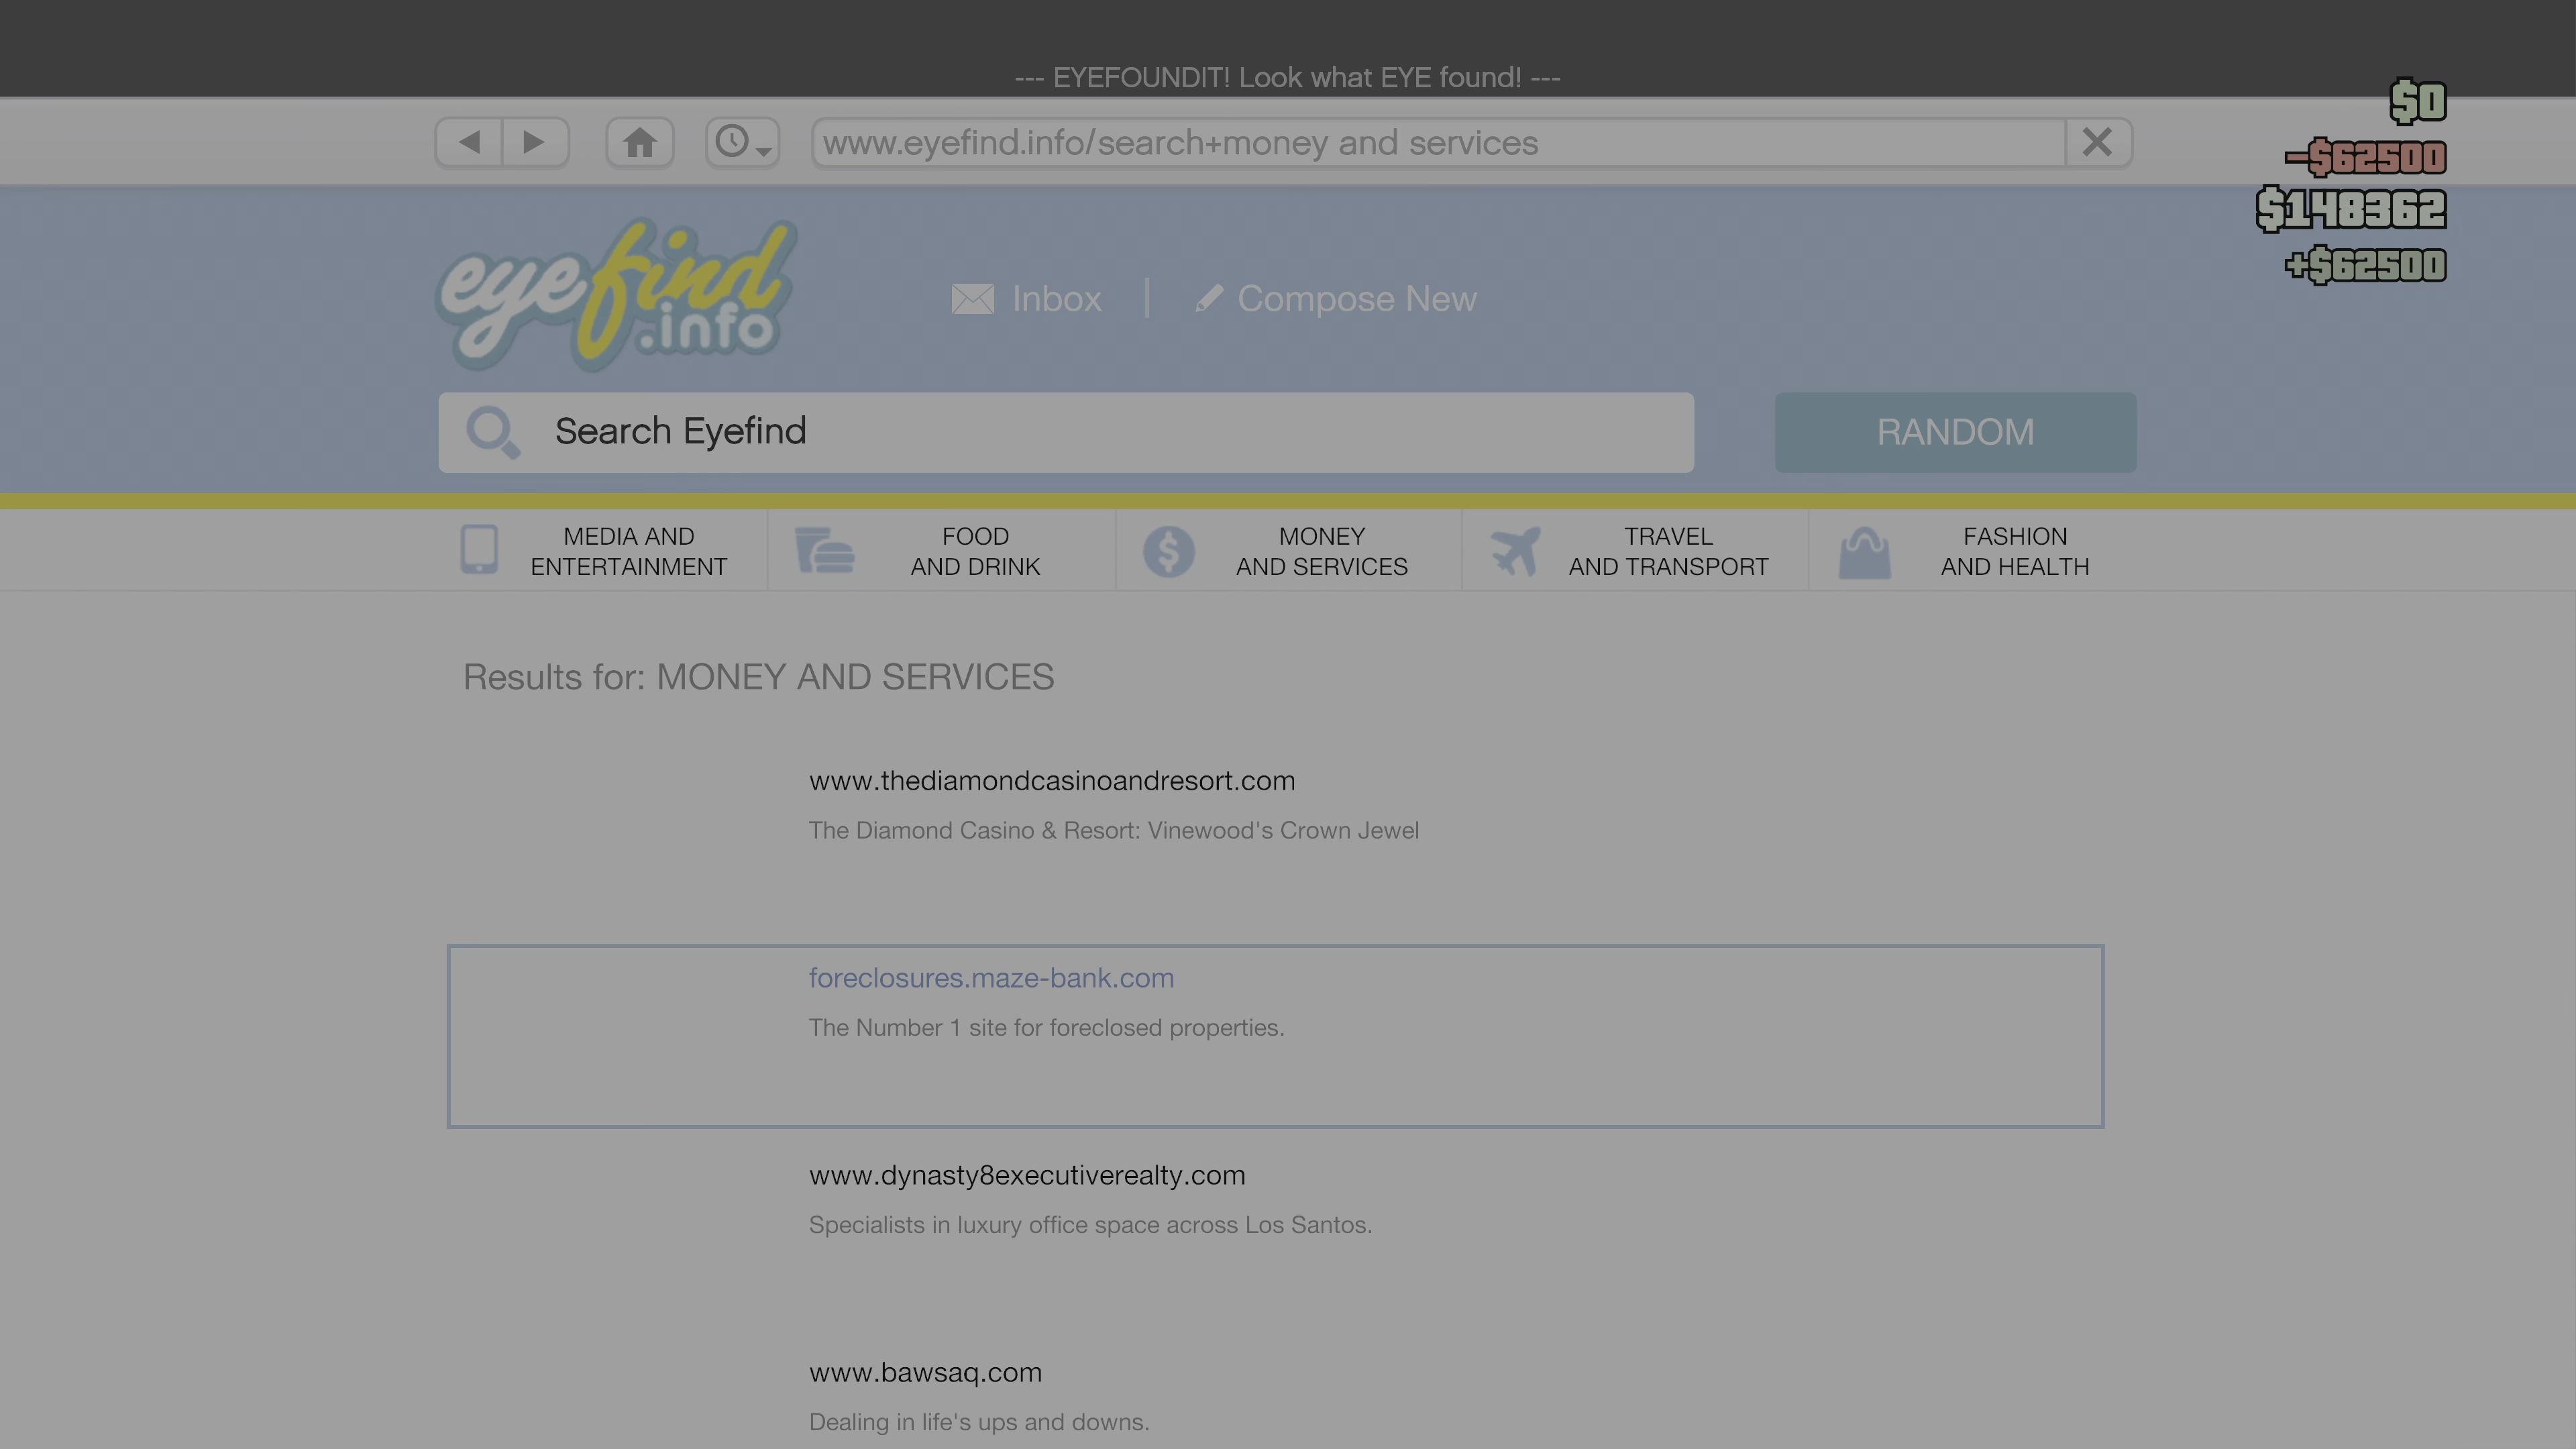 --- EYEFOUNDIT! Look what EYE found! ---
$0
www.eyefind.info/search+money and services
-$62500
$148362
+$62500
eyefind
.info
Inbox | Compose New
Search Eyefind
RANDOM
MEDIA AND
ENTERTAINMENT
FOOD
AND DRINK
MONEY
AND SERVICES
TRAVEL
AND TRANSPORT
FASHION
AND HEALTH
Results for: MONEY AND SERVICES
www.thediamondcasinoandresort.com
The Diamond Casino & Resort: Vinewood's Crown Jewel
foreclosures.maze-bank.com
The Number 1 site for foreclosed properties.
www.dynasty8executiverealty.com
Specialists in luxury office space across Los Santos.
www.bawsaq.com
Dealing in life's ups and downs.